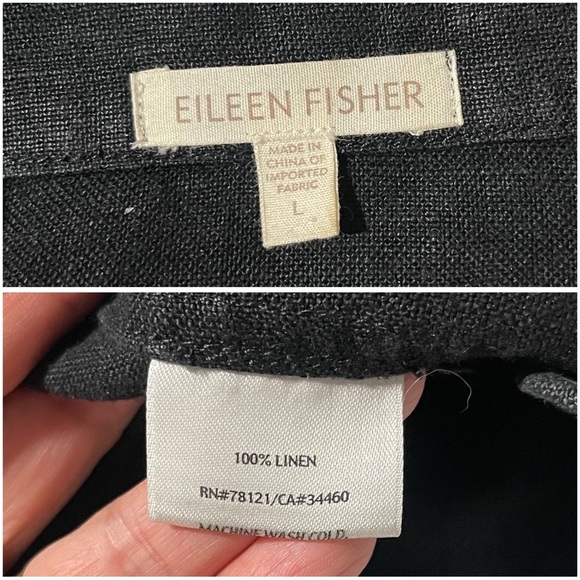 EILEEN FISHER
MADE IN
CHINA OF
IMPORTED
FABRIC
L
100% LINEN
RN#78121/CA#34460
MACHINE WASH COLD.